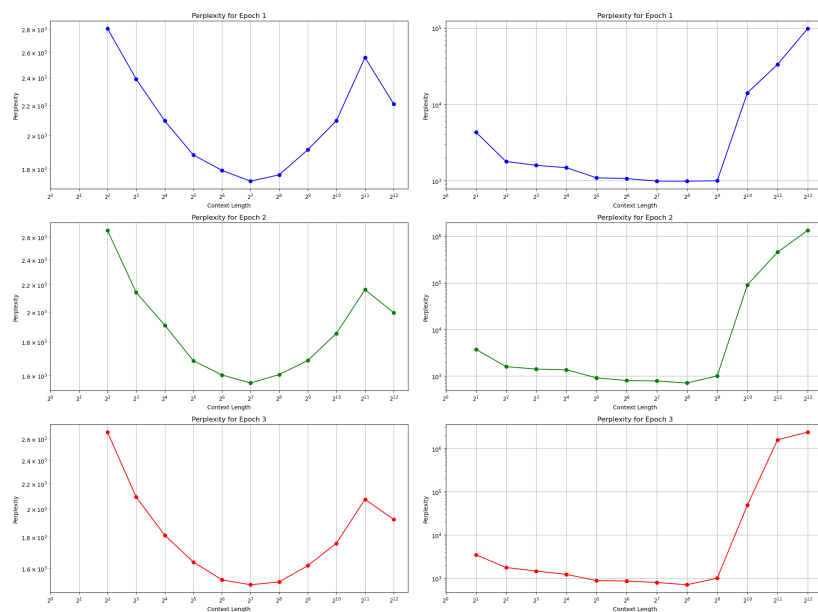 Perplexity for Epoch 1
2.8 × 10³
2.6 × 10³
2.4 × 10³
2.2 × 10³
2 × 10³
1.8 × 10³
Perplexity
2⁰ 2¹ 2² 2³ 2⁴ 2⁵ 2⁶ 2⁷ 2⁸ 2⁹ 2¹⁰ 2¹¹ 2¹²
Context Length
Perplexity for Epoch 1
10⁵
10⁴
10³
Perplexity
2¹ 2² 2³ 2⁴ 2⁵ 2⁶ 2⁷ 2⁸ 2⁹ 2¹⁰ 2¹¹ 2¹²
Context Length
Perplexity for Epoch 2
2.6 × 10³
2.4 × 10³
2.2 × 10³
2 × 10³
1.8 × 10³
1.6 × 10³
Perplexity
2⁰ 2¹ 2² 2³ 2⁴ 2⁵ 2⁶ 2⁷ 2⁸ 2⁹ 2¹⁰ 2¹¹ 2¹²
Context Length
Perplexity for Epoch 2
10⁶
10⁵
10⁴
10³
Perplexity
2¹ 2² 2³ 2⁴ 2⁵ 2⁶ 2⁷ 2⁸ 2⁹ 2¹⁰ 2¹¹ 2¹²
Context Length
Perplexity for Epoch 3
2.6 × 10³
2.4 × 10³
2.2 × 10³
2 × 10³
1.8 × 10³
1.6 × 10³
Perplexity
2⁰ 2¹ 2² 2³ 2⁴ 2⁵ 2⁶ 2⁷ 2⁸ 2⁹ 2¹⁰ 2¹¹ 2¹²
Context Length
Perplexity for Epoch 3
10⁶
10⁵
10⁴
10³
Perplexity
2¹ 2² 2³ 2⁴ 2⁵ 2⁶ 2⁷ 2⁸ 2⁹ 2¹⁰ 2¹¹ 2¹²
Context Length